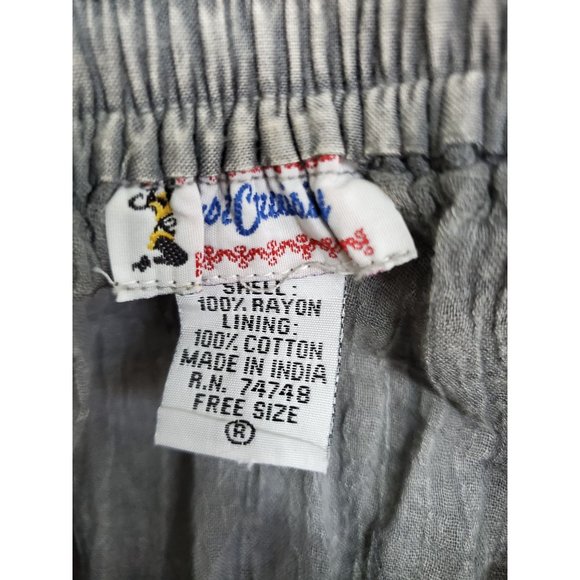 SHELL:
100% RAYON
LINING:
100% COTTON
MADE IN INDIA
R.N. 74748
FREE SIZE
®